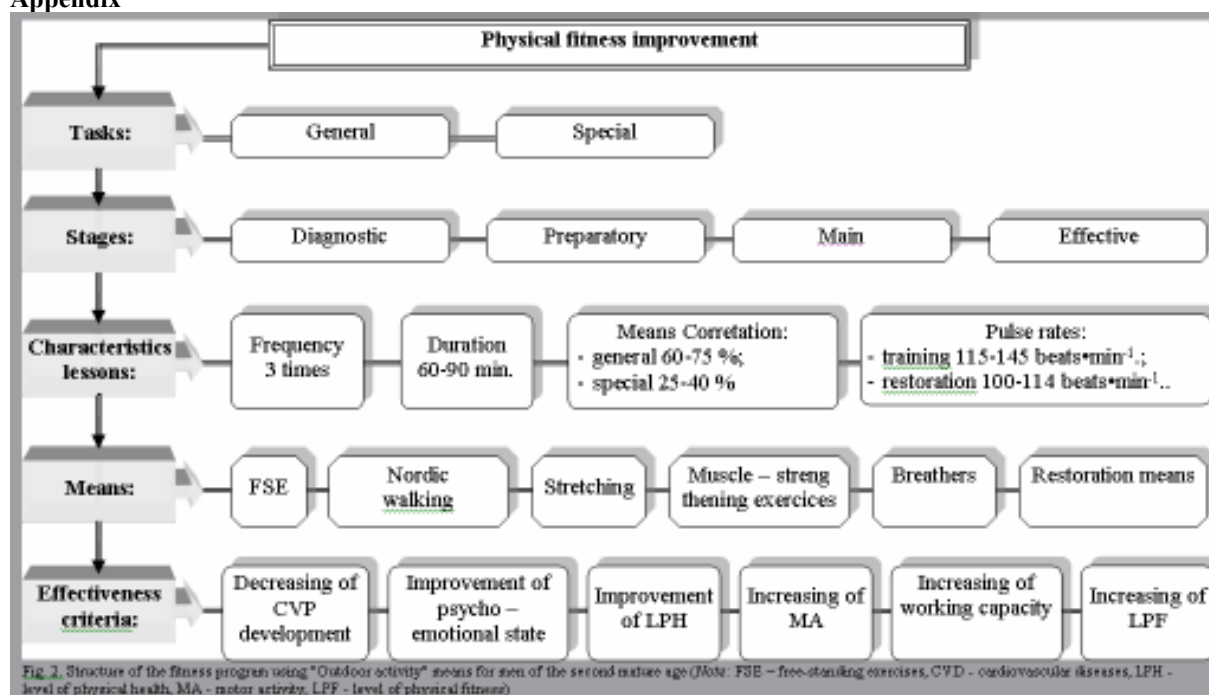 Appendix
Physical fitness improvement
Tasks:
General
Special
Stages:
Diagnostic
Preparatory
Main
Effective
Characteristics
lessons:
Frequency
3 times
Duration
60-90 min.
Means Corretation:
- general 60-75 %;
- special 25-40 %
Pulse rates:
- training 115-145 beats•min-1.;
- restoration 100-114 beats•min-1..
Means:
FSE
Nordic
walking
Stretching
Muscle – streng
thening exercices
Breathers
Restoration means
Effectiveness
criteria:
Decreasing of
CVP
development
Improvement of
psycho –
emotional state
Improvement
of LPH
Increasing of
MA
Increasing of
working capacity
Increasing of
LPF
Fig. 2. Structure of the fitness program using "Outdoor activity" means for men of the second mature age (Note: FSE – free-standing exercises, CVD - cardiovascular diseases, LPH -
level of physical health, MA - motor activity, LPF - level of physical fitness)